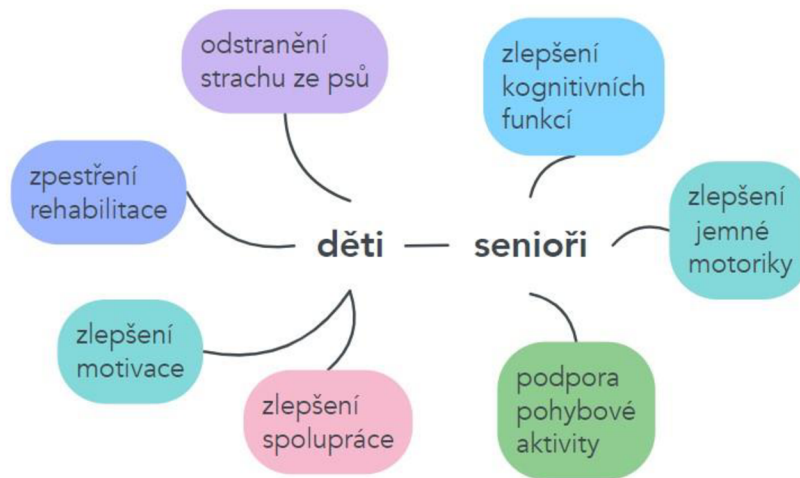 odstranění
strachu ze psů
zlepšení
kognitivních
funkcí
zpestření
rehabilitace
zlepšení
jemné
motoriky
děti
senioři
zlepšení
motivace
zlepšení
spolupráce
podpora
pohybové
aktivity